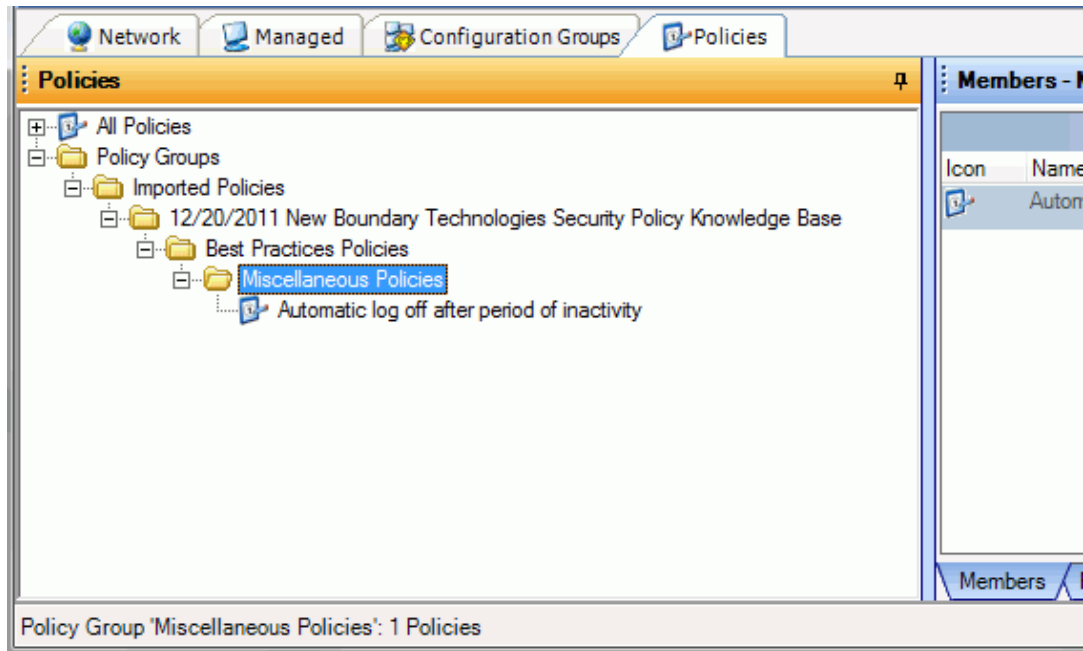 Network Managed Configuration Groups Policies
Policies
Members -
All Policies
Policy Groups
Imported Policies
12/20/2011 New Boundary Technologies Security Policy Knowledge Base
Best Practices Policies
Miscellaneous Policies
Automatic log off after period of inactivity
Icon Name
Autom
Members
Policy Group 'Miscellaneous Policies': 1 Policies